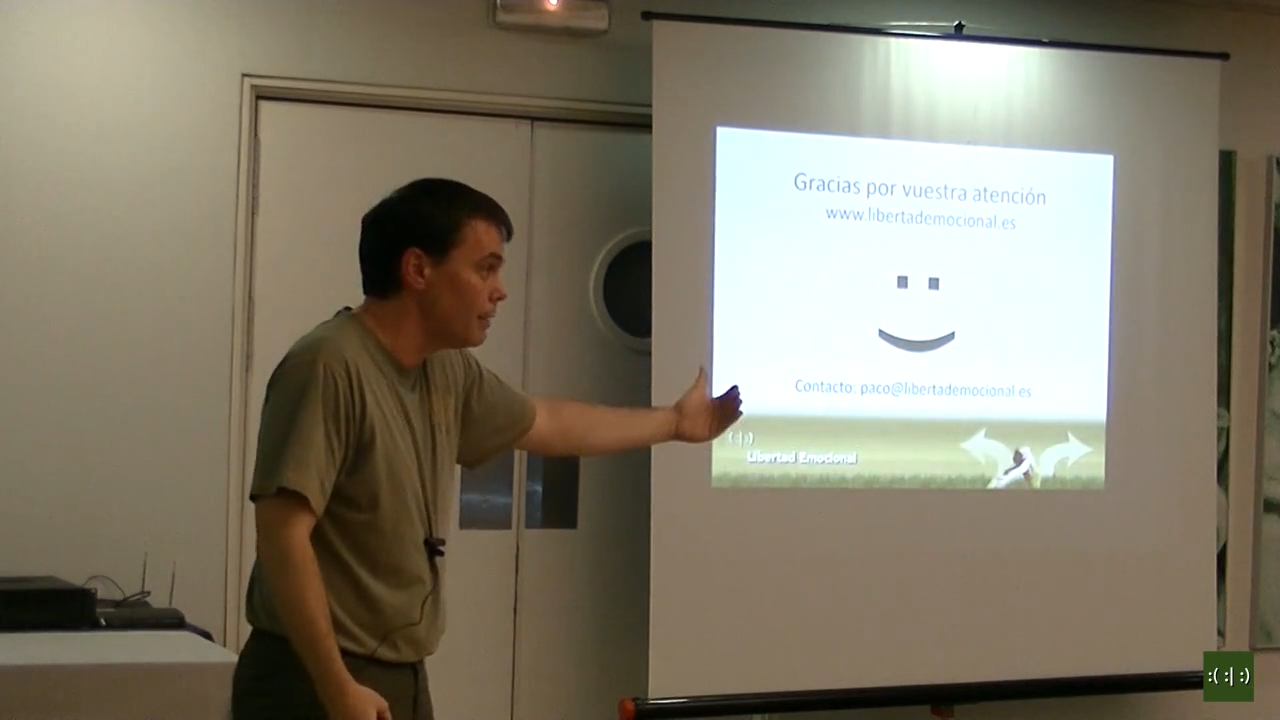 Gracias por vuestra atención
www.libertademocional.es
Contacto: paco@libertademocional.es
(|:)
Libertad Emocional
:( :| :)